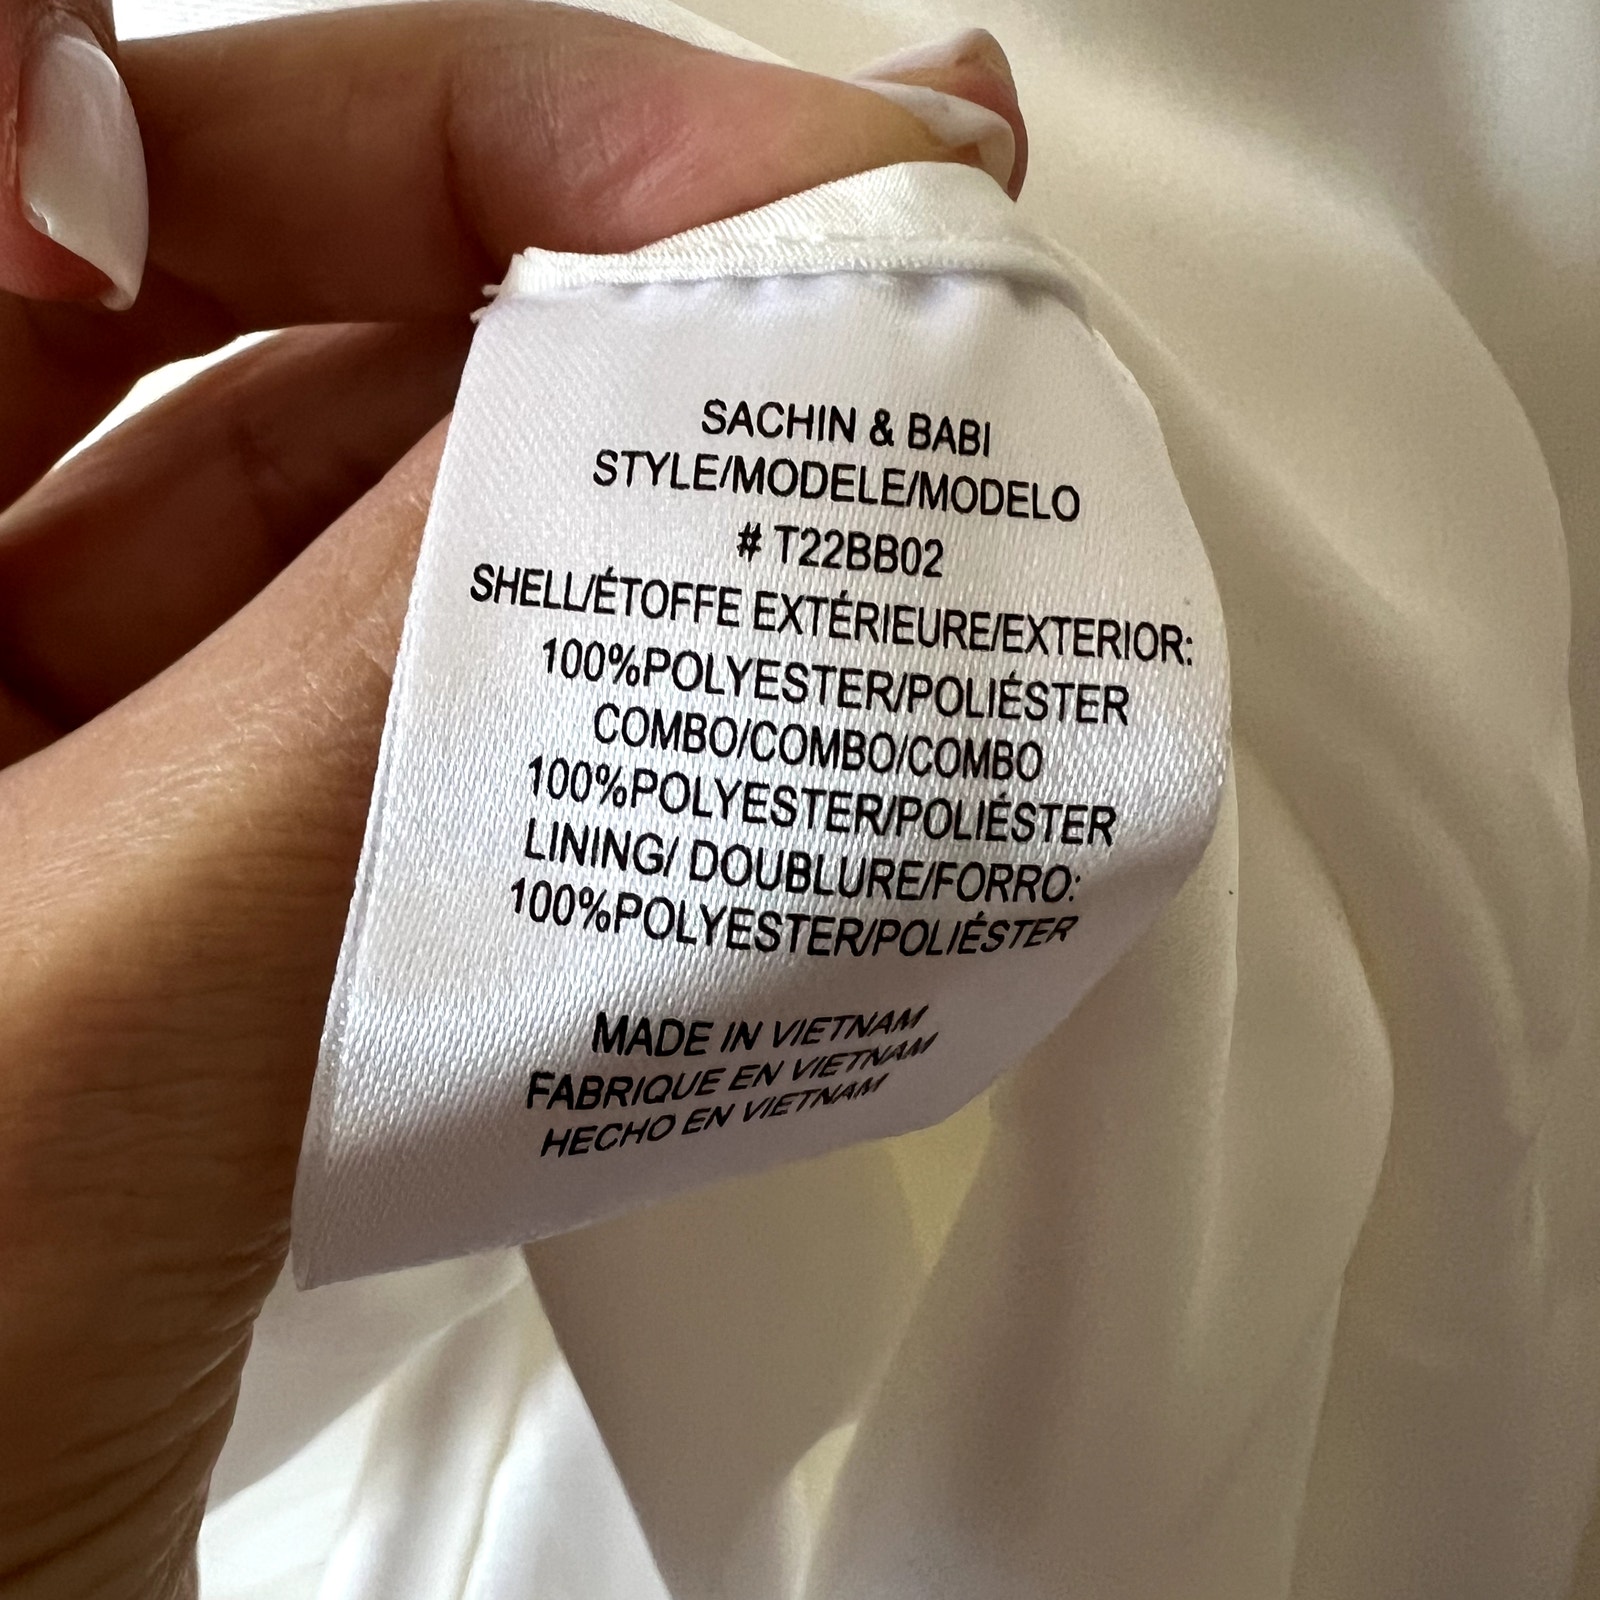 SACHIN & BABI
STYLE/MODELE/MODELO
# T22BB02
SHELL/ÉTOFFE EXTÉRIEURE/EXTERIOR:
100%POLYESTER/POLIÉSTER
COMBO/COMBO/COMBO
100%POLYESTER/POLIÉSTER
LINING/ DOUBLURE/FORRO:
100%POLYESTER/POLIÉSTER
MADE IN VIETNAM
FABRIQUE EN VIETNAM
HECHO EN VIETNAM